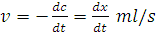 v = − dc/dt = dx/dt ml/s